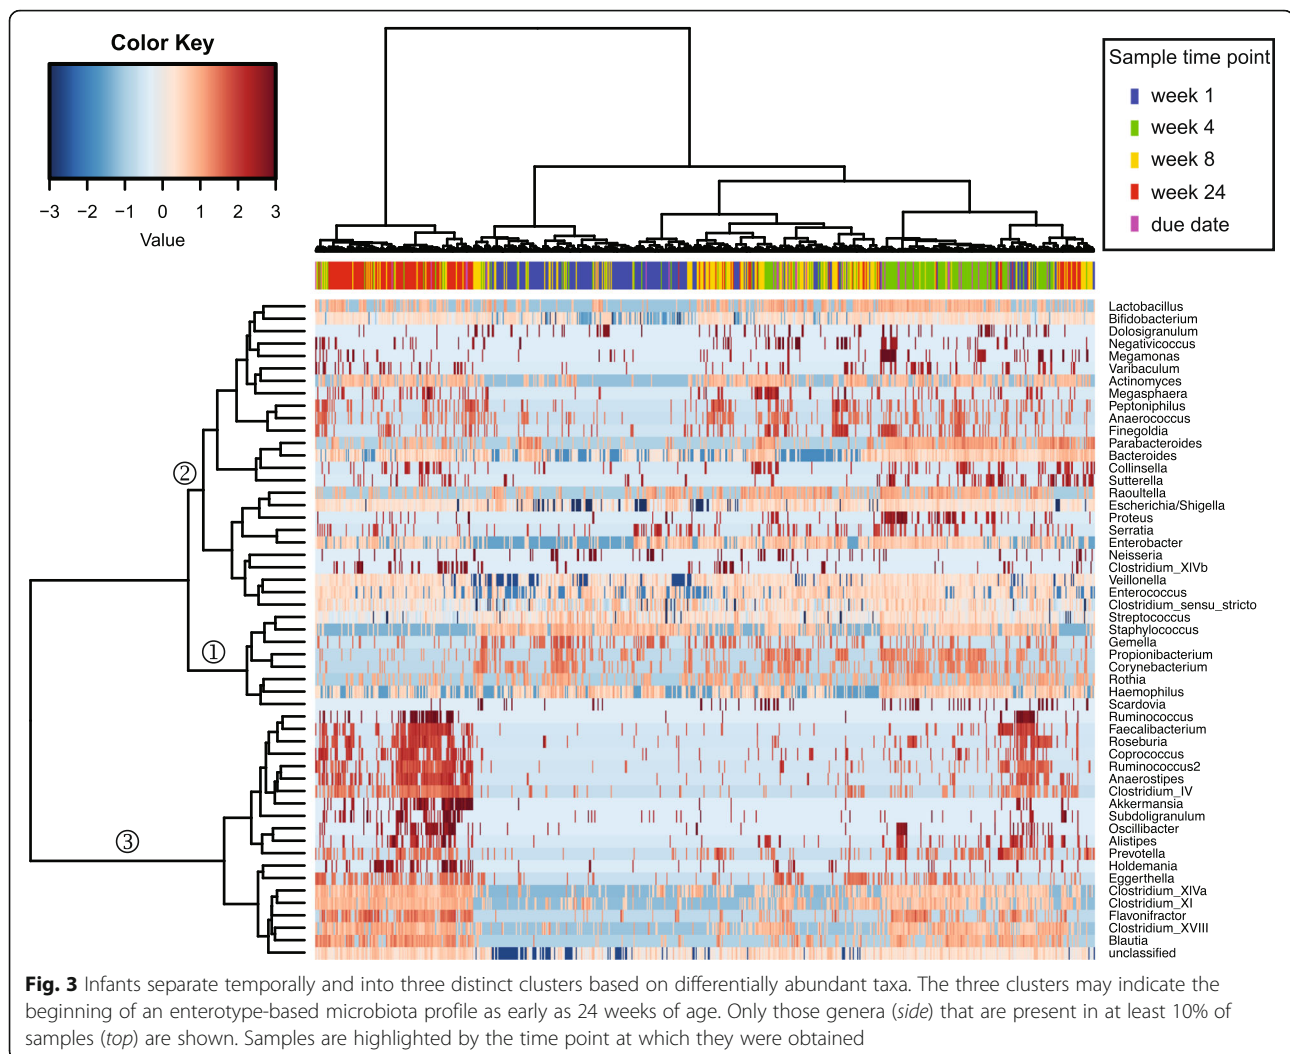 Color Key
−3 −2 −1 0 1 2 3
Value
Sample time point
week 1
week 4
week 8
week 24
due date
②
①
③
Lactobacillus
Bifidobacterium
Dolosigranulum
Negativicoccus
Megamonas
Varibaculum
Actinomyces
Megasphaera
Peptoniphilus
Anaerococcus
Finegoldia
Parabacteroides
Bacteroides
Collinsella
Sutterella
Raoultella
Escherichia/Shigella
Proteus
Serratia
Enterobacter
Neisseria
Clostridium_XIVb
Veillonella
Enterococcus
Clostridium_sensu_stricto
Streptococcus
Staphylococcus
Gemella
Propionibacterium
Corynebacterium
Rothia
Haemophilus
Scardovia
Ruminococcus
Faecalibacterium
Roseburia
Coprococcus
Ruminococcus2
Anaerostipes
Clostridium_IV
Akkermansia
Subdoligranulum
Oscillibacter
Alistipes
Prevotella
Holdemania
Eggerthella
Clostridium_XIVa
Clostridium_XI
Flavonifractor
Clostridium_XVIII
Blautia
unclassified
Fig. 3 Infants separate temporally and into three distinct clusters based on differentially abundant taxa. The three clusters may indicate the
beginning of an enterotype-based microbiota profile as early as 24 weeks of age. Only those genera (side) that are present in at least 10% of
samples (top) are shown. Samples are highlighted by the time point at which they were obtained